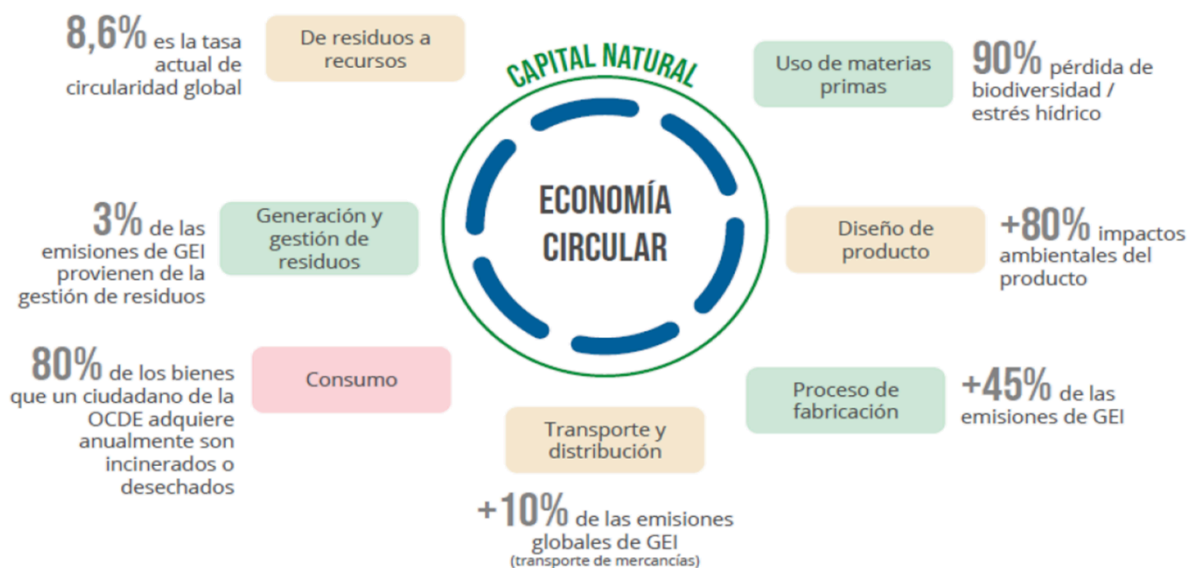 CAPITAL NATURAL
ECONOMÍA
CIRCULAR
Uso de materias
primas
90% pérdida de
biodiversidad /
estrés hídrico
Diseño de
producto
+80% impactos
ambientales del
producto
Proceso de
fabricación
+45% de las
emisiones de GEI
Transporte y
distribución
+10% de las emisiones
globales de GEI
(transporte de mercancías)
Consumo
80% de los bienes
que un ciudadano de la
OCDE adquiere
anualmente son
incinerados o
desechados
Generación y
gestión de
residuos
3% de las
emisiones de GEI
provienen de la
gestión de residuos
De residuos a
recursos
8,6% es la tasa
actual de
circularidad global